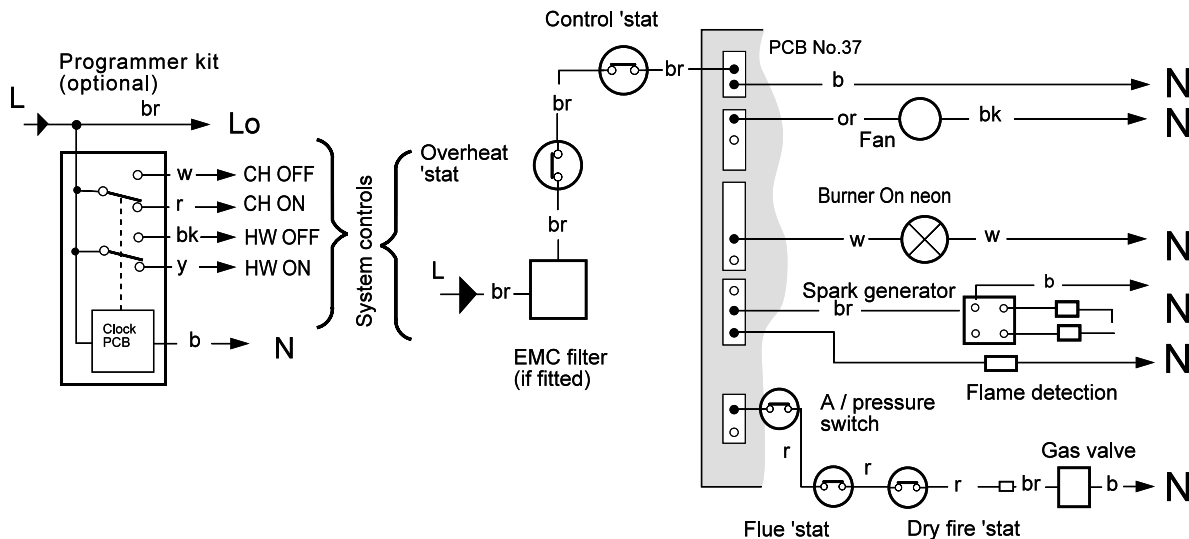 Programmer kit
(optional)
L
br
Lo
w
CH OFF
r
CH ON
bk
HW OFF
y
HW ON
Clock
PCB
b
N
System controls
Overheat
'stat
L
br
EMC filter
(if fitted)
br
br
Control 'stat
br
PCB No.37
b
N
or
Fan
bk
N
Burner On neon
w
w
N
Spark generator
br
b
N
N
Flame detection
A / pressure
switch
r
Flue 'stat
r
Dry fire 'stat
r
br
Gas valve
b
N